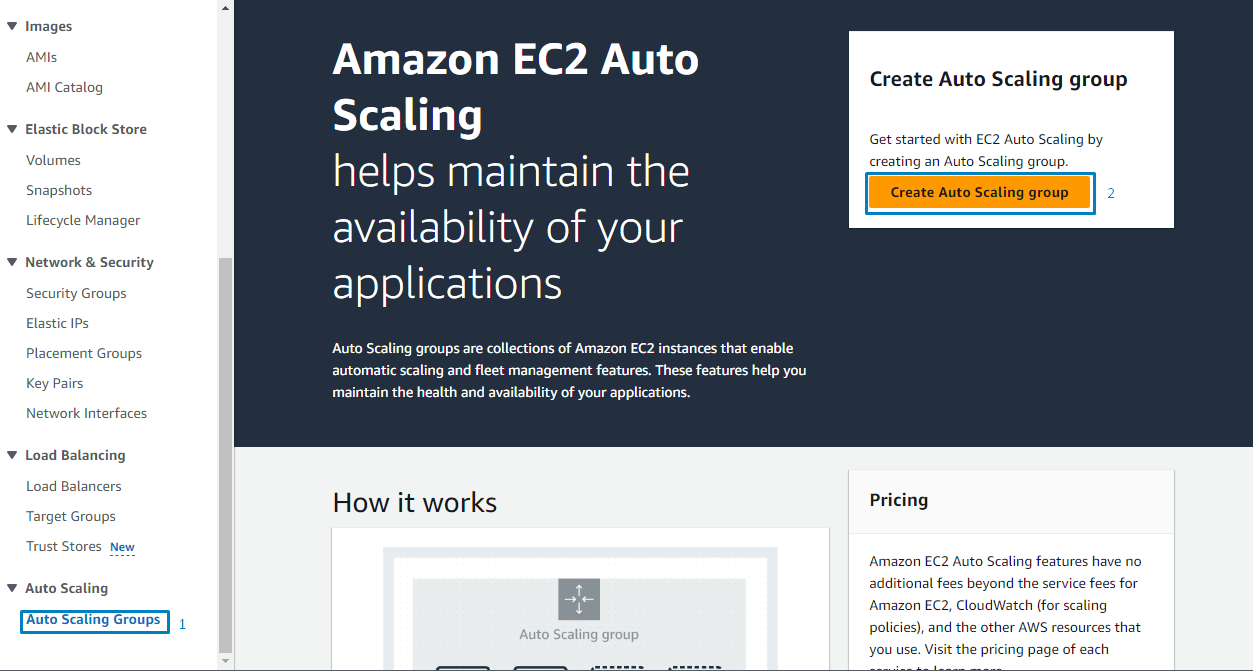 Images
AMIs
AMI Catalog
Elastic Block Store
Volumes
Snapshots
Lifecycle Manager
Network & Security
Security Groups
Elastic IPs
Placement Groups
Key Pairs
Network Interfaces
Load Balancing
Load Balancers
Target Groups
Trust Stores New
Auto Scaling
Auto Scaling Groups 1
Amazon EC2 Auto
Scaling
helps maintain the
availability of your
applications
Auto Scaling groups are collections of Amazon EC2 instances that enable
automatic scaling and fleet management features. These features help you
maintain the health and availability of your applications.
Create Auto Scaling group
Get started with EC2 Auto Scaling by
creating an Auto Scaling group.
Create Auto Scaling group 2
How it works
Auto Scaling group
Pricing
Amazon EC2 Auto Scaling features have no
additional fees beyond the service fees for
Amazon EC2, CloudWatch (for scaling
policies), and the other AWS resources that
you use. Visit the pricing page of each
service to learn more.